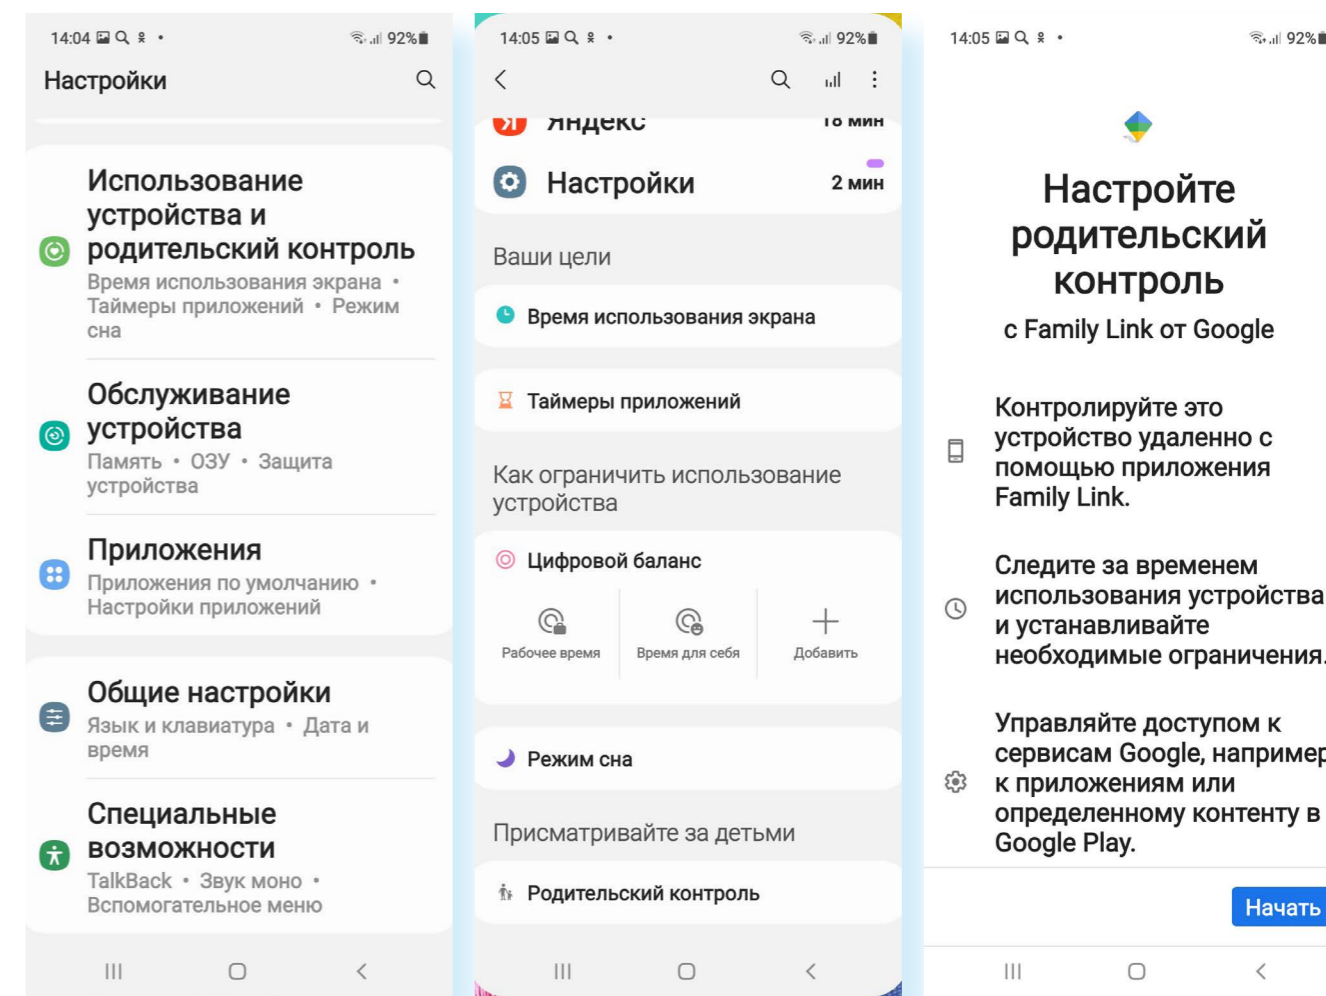 14:04
92%
Настройки
Использование
устройства и
родительский контроль
Время использования экрана •
Таймеры приложений • Режим
сна
Обслуживание
устройства
Память • ОЗУ • Защита
устройства
Приложения
Приложения по умолчанию •
Настройки приложений
Общие настройки
Язык и клавиатура • Дата и
время
Специальные
возможности
TalkBack • Звук моно •
Вспомогательное меню
14:05
92%
Яндекс
18 мин
Настройки
2 мин
Ваши цели
Время использования экрана
Таймеры приложений
Как ограничить использование
устройства
Цифровой баланс
Рабочее время
Время для себя
Добавить
Режим сна
Присматривайте за детьми
Родительский контроль
14:05
92%
Настройте
родительский
контроль
с Family Link от Google
Контролируйте это
устройство удаленно с
помощью приложения
Family Link.
Следите за временем
использования устройства
и устанавливайте
необходимые ограничения.
Управляйте доступом к
сервисам Google, например
к приложениям или
определенному контенту в
Google Play.
Начать